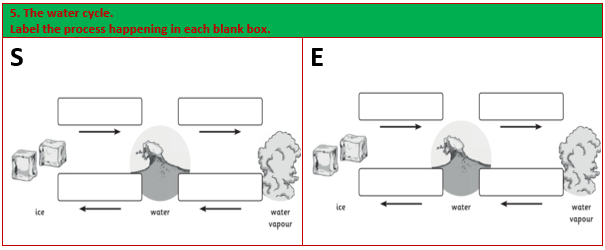 5. The water cycle.
Label the process happening in each blank box.
S
ice
water
water
vapour
E
ice
water
water
vapour